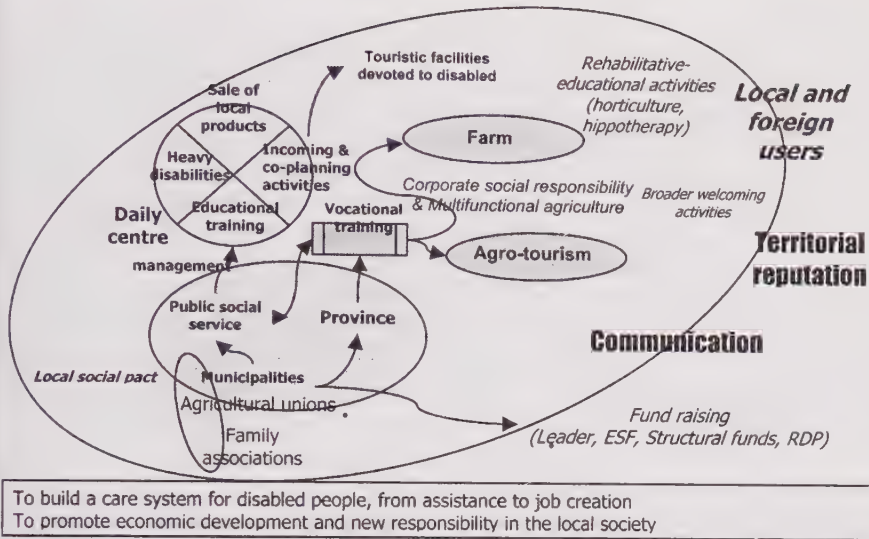 Touristic facilities
devoted to disabled
Rehabilitative-
educational activities
(horticulture,
hippotherapy)
Local and
foreign
users
Sale of
local
products
Heavy
disabilities
Incoming &
co-planning
activities
Educational
training
Daily
centre
Farm
Corporate social responsibility
& Multifunctional agriculture
Broader welcoming
activities
Vocational
training
Agro-tourism
Territorial
reputation
management
Public social
service
Province
Communication
Local social pact
Municipalities
Agricultural unions
Family
associations
Fund raising
(Leader, ESF, Structural funds, RDP)
To build a care system for disabled people, from assistance to job creation
To promote economic development and new responsibility in the local society